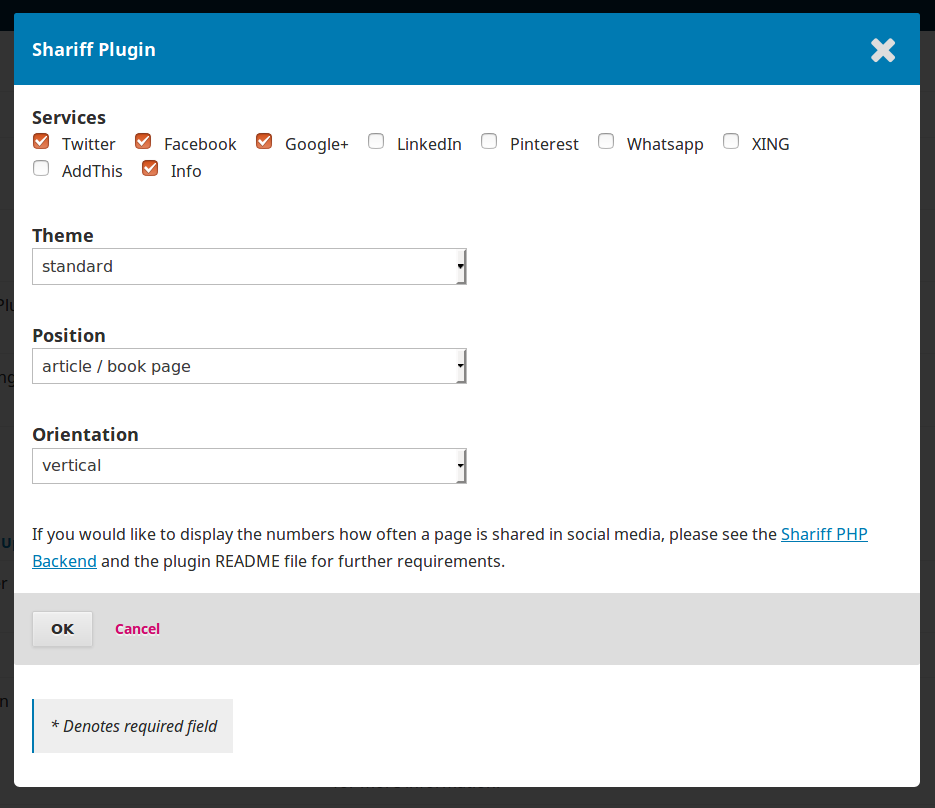 Shariff Plugin
Services
Twitter Facebook Google+ LinkedIn Pinterest Whatsapp XING
AddThis Info
Theme
standard
Position
article / book page
Orientation
vertical
If you would like to display the numbers how often a page is shared in social media, please see the Shariff PHP
Backend and the plugin README file for further requirements.
OK Cancel
* Denotes required field